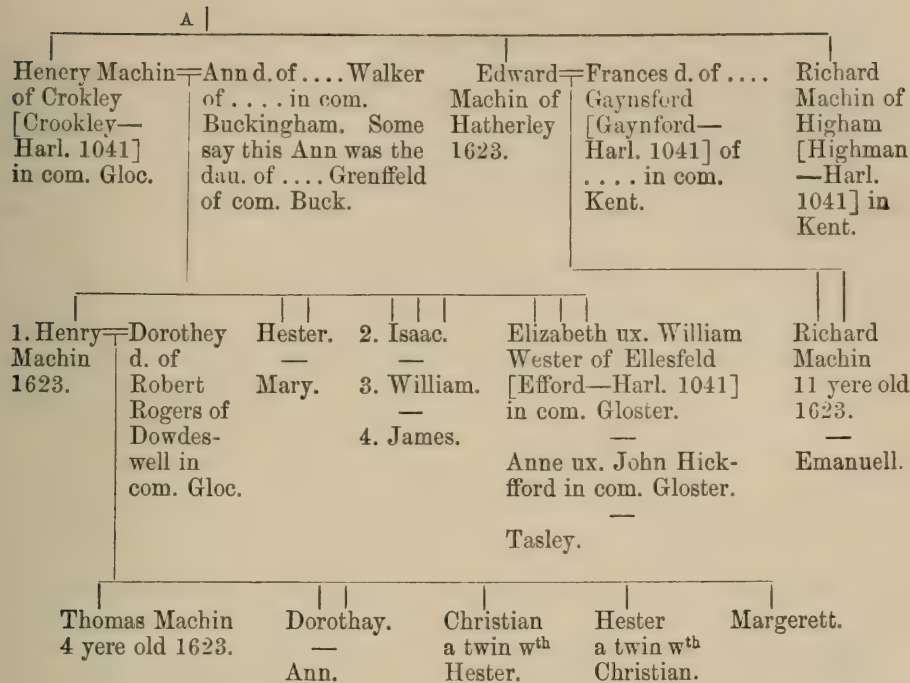 A
Henery Machin
of Crokley
[Crookley—
Harl. 1041]
in com. Gloc.
Ann d. of .... Walker
of .... in com.
Buckingham. Some
say this Ann was the
dau. of .... Grenffeld
of com. Buck.
Edward
Machin of
Hatherley
1623.
Frances d. of ....
Gaynsford
[Gaynford—
Harl. 1041] of
.... in com.
Kent.
Richard
Machin of
Higham
[Highman
—Harl.
1041] in
Kent.
1. Henry
Machin
1623.
Dorothey
d. of
Robert
Rogers of
Dowdes-
well in
com. Gloc.
Hester.
—
Mary.
2. Isaac.
—
3. William.
—
4. James.
Elizabeth ux. William
Wester of Ellesfeld
[Efford—Harl. 1041]
in com. Gloster.
—
Anne ux. John Hick-
fford in com. Gloster.
—
Tasley.
Richard
Machin
11 yere old
1623.
—
Emanuell.
Thomas Machin
4 yere old 1623.
Dorothay.
—
Ann.
Christian
a twin wth
Hester.
Hester
a twin wth
Christian.
Margerett.